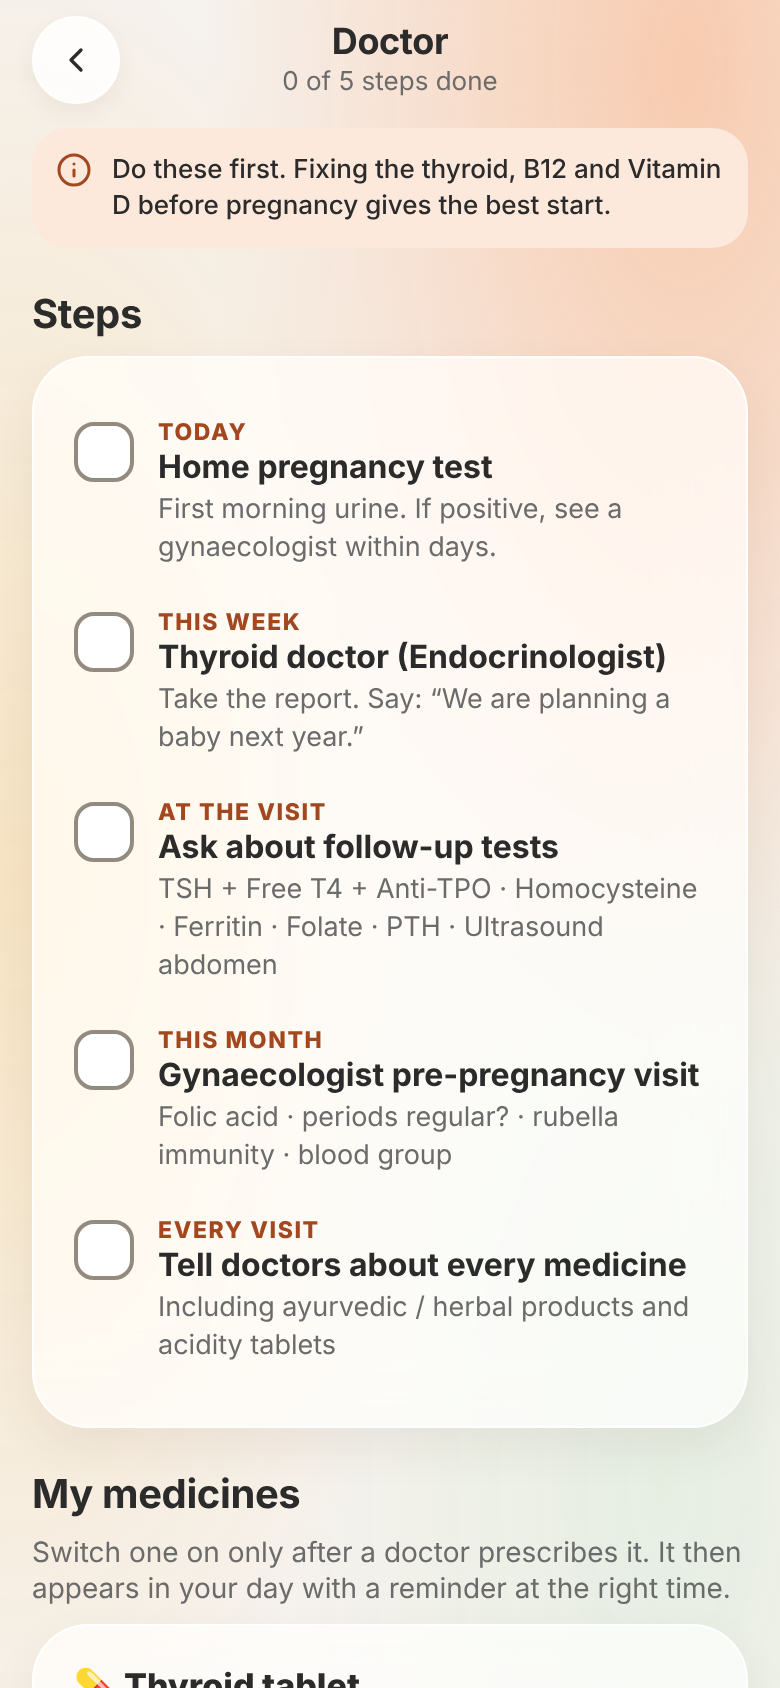 Doctor
0 of 5 steps done
Do these first. Fixing the thyroid, B12 and Vitamin
D before pregnancy gives the best start.
Steps
TODAY
Home pregnancy test
First morning urine. If positive, see a
gynaecologist within days.
THIS WEEK
Thyroid doctor (Endocrinologist)
Take the report. Say: “We are planning a
baby next year.”
AT THE VISIT
Ask about follow-up tests
TSH + Free T4 + Anti-TPO · Homocysteine
· Ferritin · Folate · PTH · Ultrasound
abdomen
THIS MONTH
Gynaecologist pre-pregnancy visit
Folic acid · periods regular? · rubella
immunity · blood group
EVERY VISIT
Tell doctors about every medicine
Including ayurvedic / herbal products and
acidity tablets
My medicines
Switch one on only after a doctor prescribes it. It then
appears in your day with a reminder at the right time.
Thyroid tablet